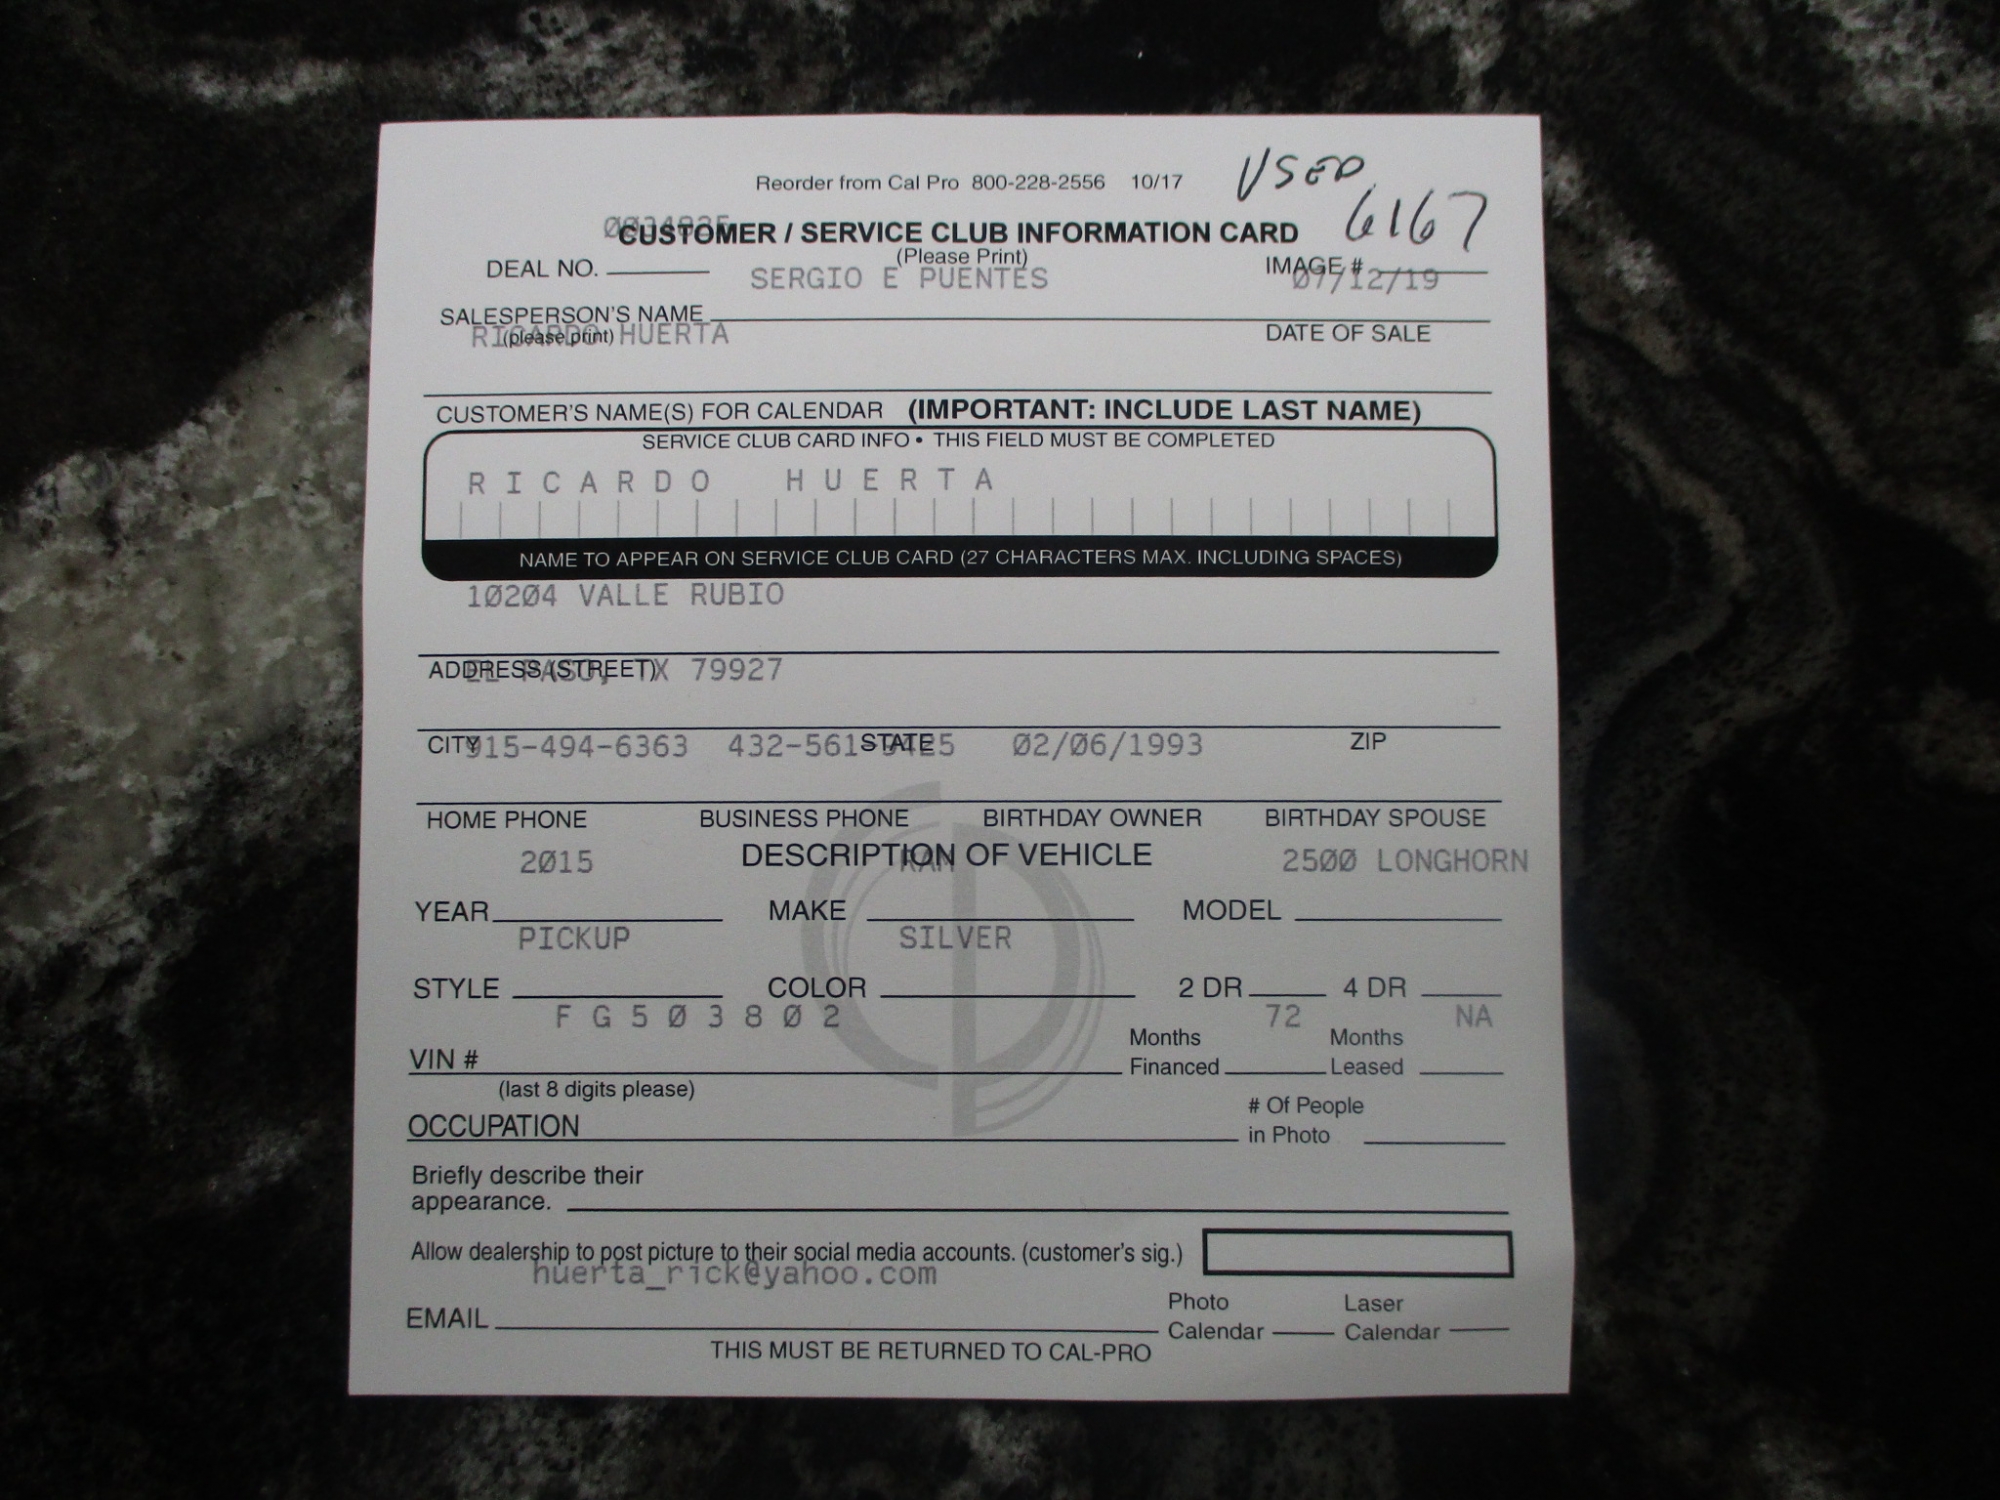 Reorder from Cal Pro 800-228-2556 10/17
USED
6167
CUSTOMER / SERVICE CLUB INFORMATION CARD
(Please Print)
DEAL NO.
IMAGE #
SERGIO E PUENTES 07/12/19
SALESPERSON'S NAME
(please print)
DATE OF SALE
RICARDO HUERTA
CUSTOMER'S NAME(S) FOR CALENDAR (IMPORTANT: INCLUDE LAST NAME)
SERVICE CLUB CARD INFO • THIS FIELD MUST BE COMPLETED
RICARDO HUERTA
NAME TO APPEAR ON SERVICE CLUB CARD (27 CHARACTERS MAX. INCLUDING SPACES)
10204 VALLE RUBIO
ADDRESS (STREET)
EL PASO, TX 79927
CITY STATE ZIP
915-494-6363 02/06/1993
HOME PHONE BUSINESS PHONE BIRTHDAY OWNER BIRTHDAY SPOUSE
DESCRIPTION OF VEHICLE
2015 RAM 2500 LONGHORN
YEAR MAKE MODEL
PICKUP SILVER
STYLE COLOR 2 DR 4 DR
FG503802 72 NA
VIN # Months Financed Months Leased
(last 8 digits please)
OCCUPATION # Of People in Photo
Briefly describe their
appearance.
Allow dealership to post picture to their social media accounts. (customer's sig.)
huerta_rick@yahoo.com
EMAIL Photo Calendar Laser Calendar
THIS MUST BE RETURNED TO CAL-PRO